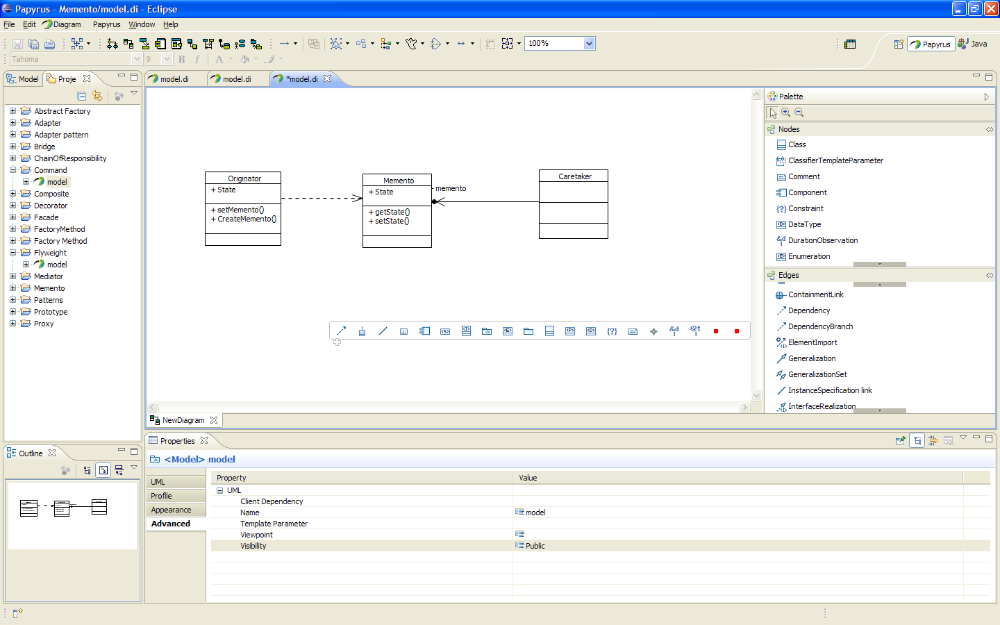 Papyrus - Memento/model.di - Eclipse
File Edit Diagram Papyrus Window Help
100%
Papyrus Java
Tahoma 9 B I A
Model Proje
model.di model.di *model.di
Abstract Factory
Adapter
Adapter pattern
Bridge
ChainOfResponsibility
Command
model
Composite
Decorator
Facade
FactoryMethod
Factory Method
Flyweight
model
Mediator
Memento
Patterns
Prototype
Proxy
Originator
+ State
+ setMemento()
+ CreateMemento()
Memento
+ State
+ getState()
+ setState()
- memento
Caretaker
NewDiagram
Palette
Nodes
Class
ClassifierTemplateParameter
Comment
Component
Constraint
DataType
DurationObservation
Enumeration
Edges
ContainmentLink
Dependency
DependencyBranch
ElementImport
Generalization
GeneralizationSet
InstanceSpecification link
InterfaceRealization
Outline
Properties
<Model> model
UML
Profile
Appearance
Advanced
Property Value
UML
Client Dependency
Name model
Template Parameter
Viewpoint
Visibility Public